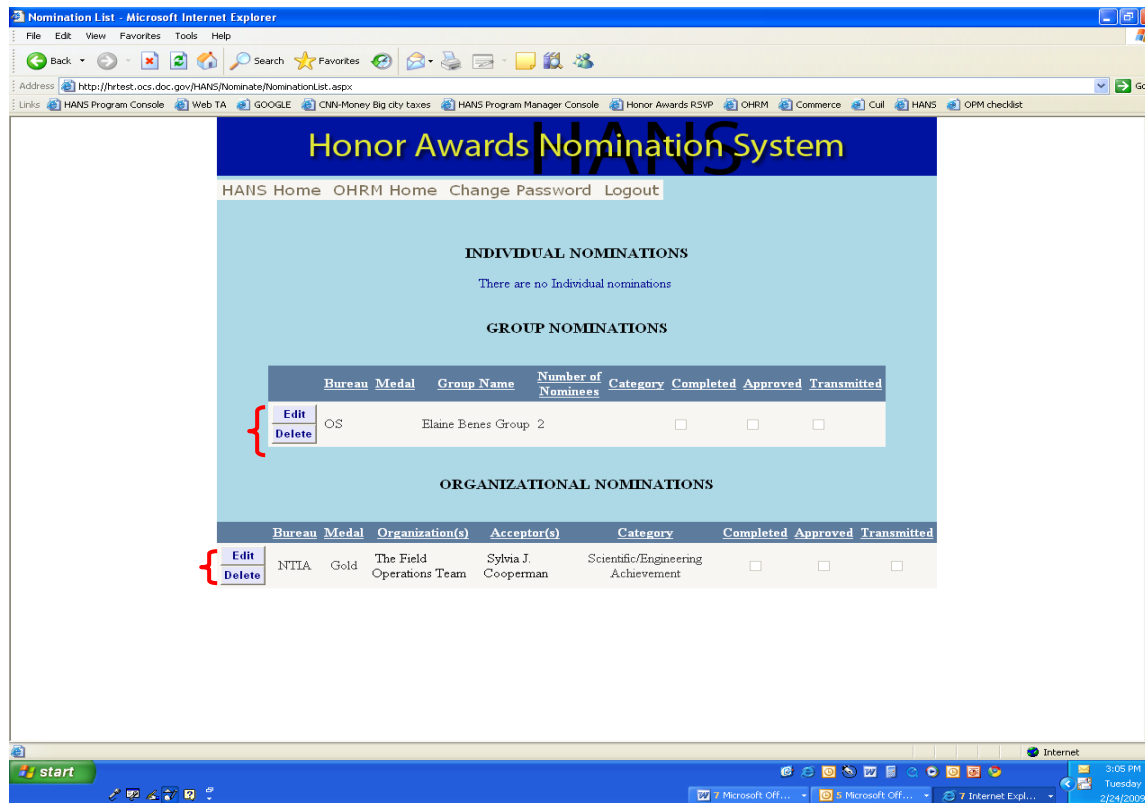 Nomination List - Microsoft Internet Explorer
File Edit View Favorites Tools Help
Back Search Favorites
Address http://hrtest.ocs.doc.gov/HANS/Nominate/NominationList.aspx Go
Links HANS Program Console Web TA GOOGLE CNN-Money Big city taxes HANS Program Manager Console Honor Awards RSVP OHRM Commerce Cuil HANS OPM checklist
HANS
Honor Awards Nomination System
HANS Home OHRM Home Change Password Logout
INDIVIDUAL NOMINATIONS
There are no Individual nominations
GROUP NOMINATIONS
Bureau Medal Group Name Number of Nominees Category Completed Approved Transmitted
Edit
Delete
OS Elaine Benes Group 2
ORGANIZATIONAL NOMINATIONS
Bureau Medal Organization(s) Acceptor(s) Category Completed Approved Transmitted
Edit
Delete
NTIA Gold The Field Operations Team Sylvia J. Cooperman Scientific/Engineering Achievement
Internet
start
3:05 PM
Tuesday
7 Microsoft Off... 5 Microsoft Off... 7 Internet Expl... 2/24/2009